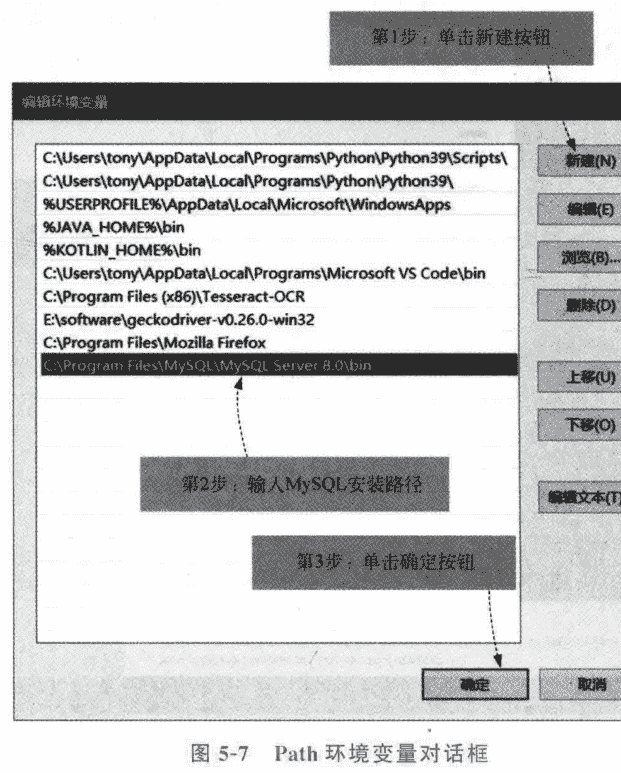 第1步：单击新建按钮
编辑环境变量
C:\Users\tony\AppData\Local\Programs\Python\Python39\Scripts\
C:\Users\tony\AppData\Local\Programs\Python\Python39\
%USERPROFILE%\AppData\Local\Microsoft\WindowsApps
%JAVA_HOME%\bin
%KOTLIN_HOME%\bin
C:\Users\tony\AppData\Local\Programs\Microsoft VS Code\bin
C:\Program Files (x86)\Tesseract-OCR
E:\software\geckodriver-v0.26.0-win32
C:\Program Files\Mozilla Firefox
C:\Program Files\MySQL\MySQL Server 8.0\bin
新建(N)
编辑(E)
浏览(B)...
删除(D)
上移(U)
下移(O)
编辑文本(T)
第2步：输入MySQL安装路径
第3步：单击确定按钮
确定
取消
图 5-7 Path 环境变量对话框